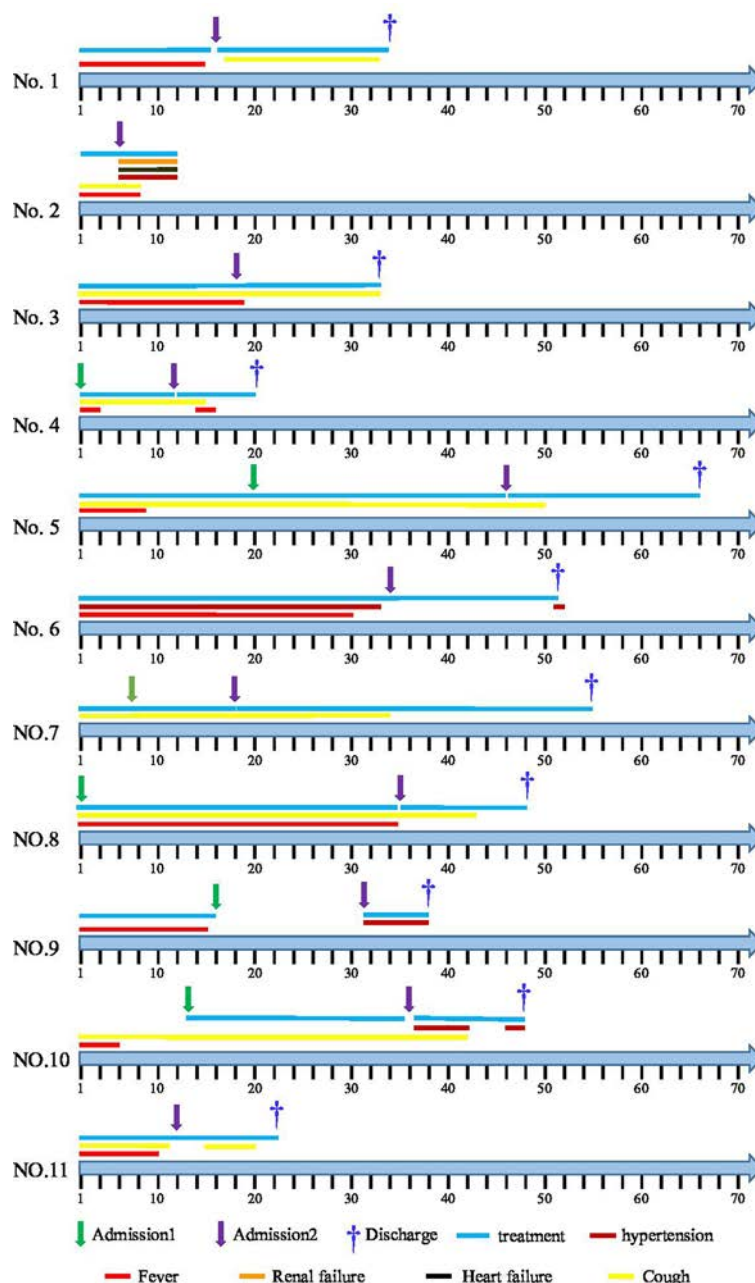 No. 1
1 10 20 30 40 50 60 70
No. 2
1 10 20 30 40 50 60 70
No. 3
1 10 20 30 40 50 60 70
No. 4
1 10 20 30 40 50 60 70
No. 5
1 10 20 30 40 50 60 70
No. 6
1 10 20 30 40 50 60 70
NO.7
1 10 20 30 40 50 60 70
NO.8
1 10 20 30 40 50 60 70
NO.9
1 10 20 30 40 50 60 70
NO.10
1 10 20 30 40 50 60 70
NO.11
1 10 20 30 40 50 60 70
Admission1 Admission2 Discharge treatment hypertension
Fever Renal failure Heart failure Cough